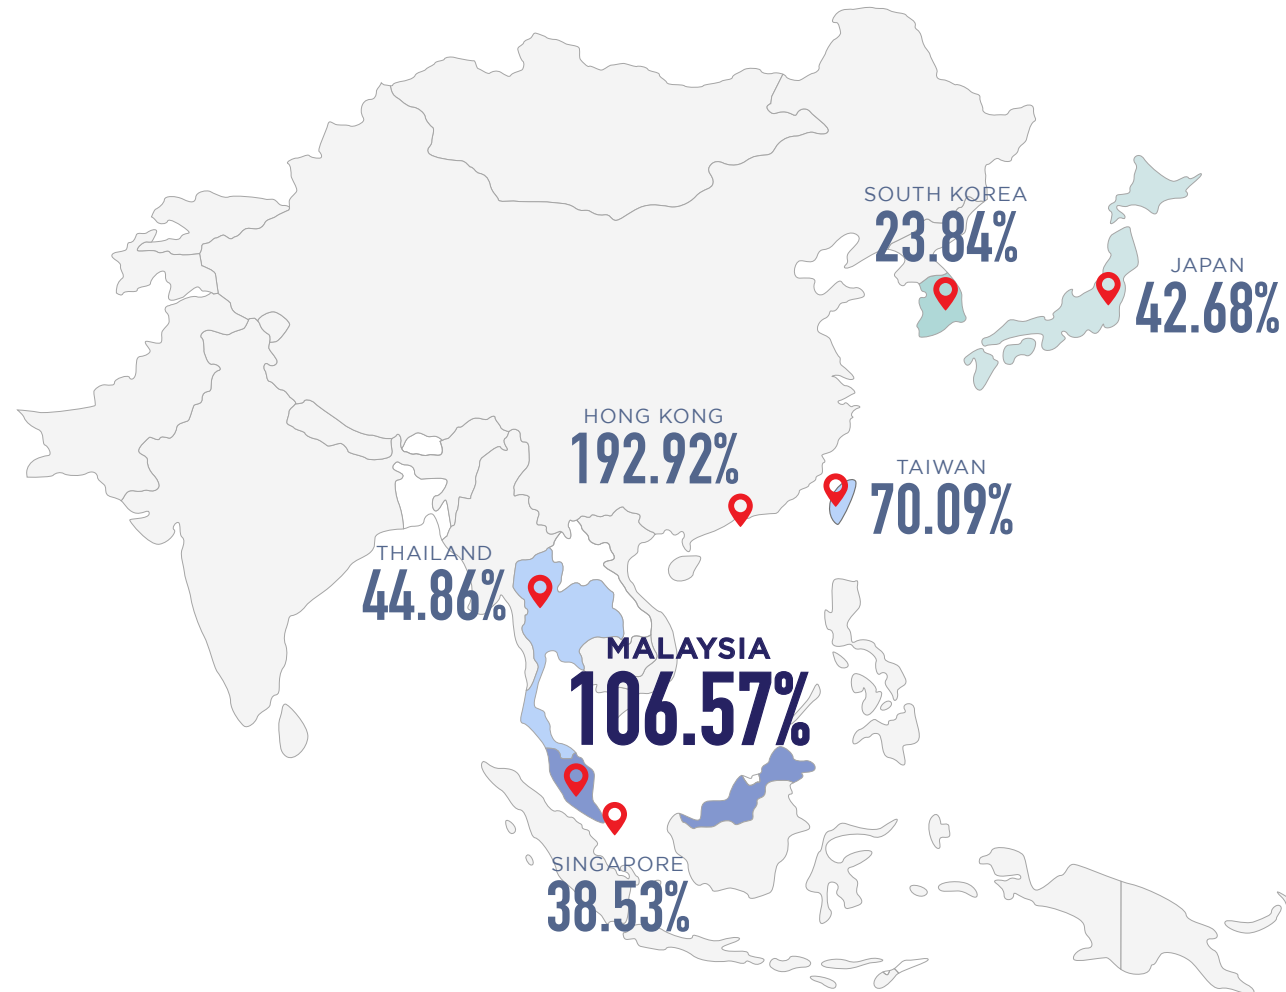 SOUTH KOREA
23.84%
JAPAN
42.68%
HONG KONG
192.92%
TAIWAN
70.09%
THAILAND
44.86%
MALAYSIA
106.57%
SINGAPORE
38.53%